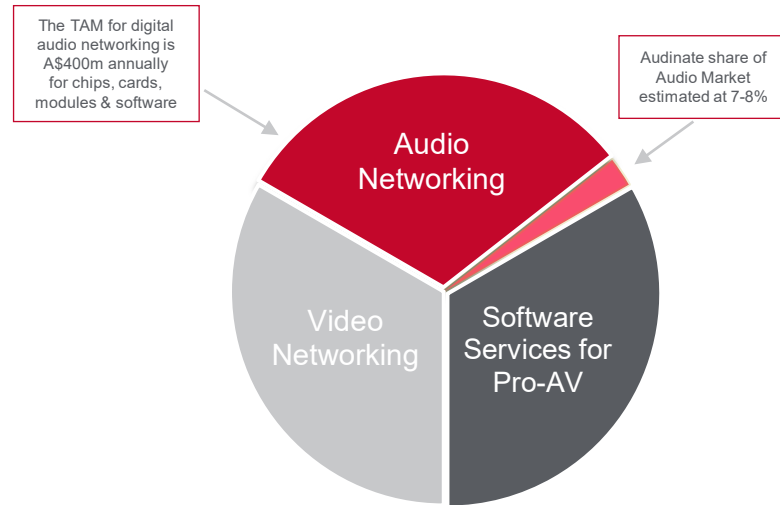 The TAM for digital
audio networking is
A$400m annually
for chips, cards,
modules & software
Audinate share of
Audio Market
estimated at 7-8%
Audio
Networking
Video
Networking
Software
Services for
Pro-AV